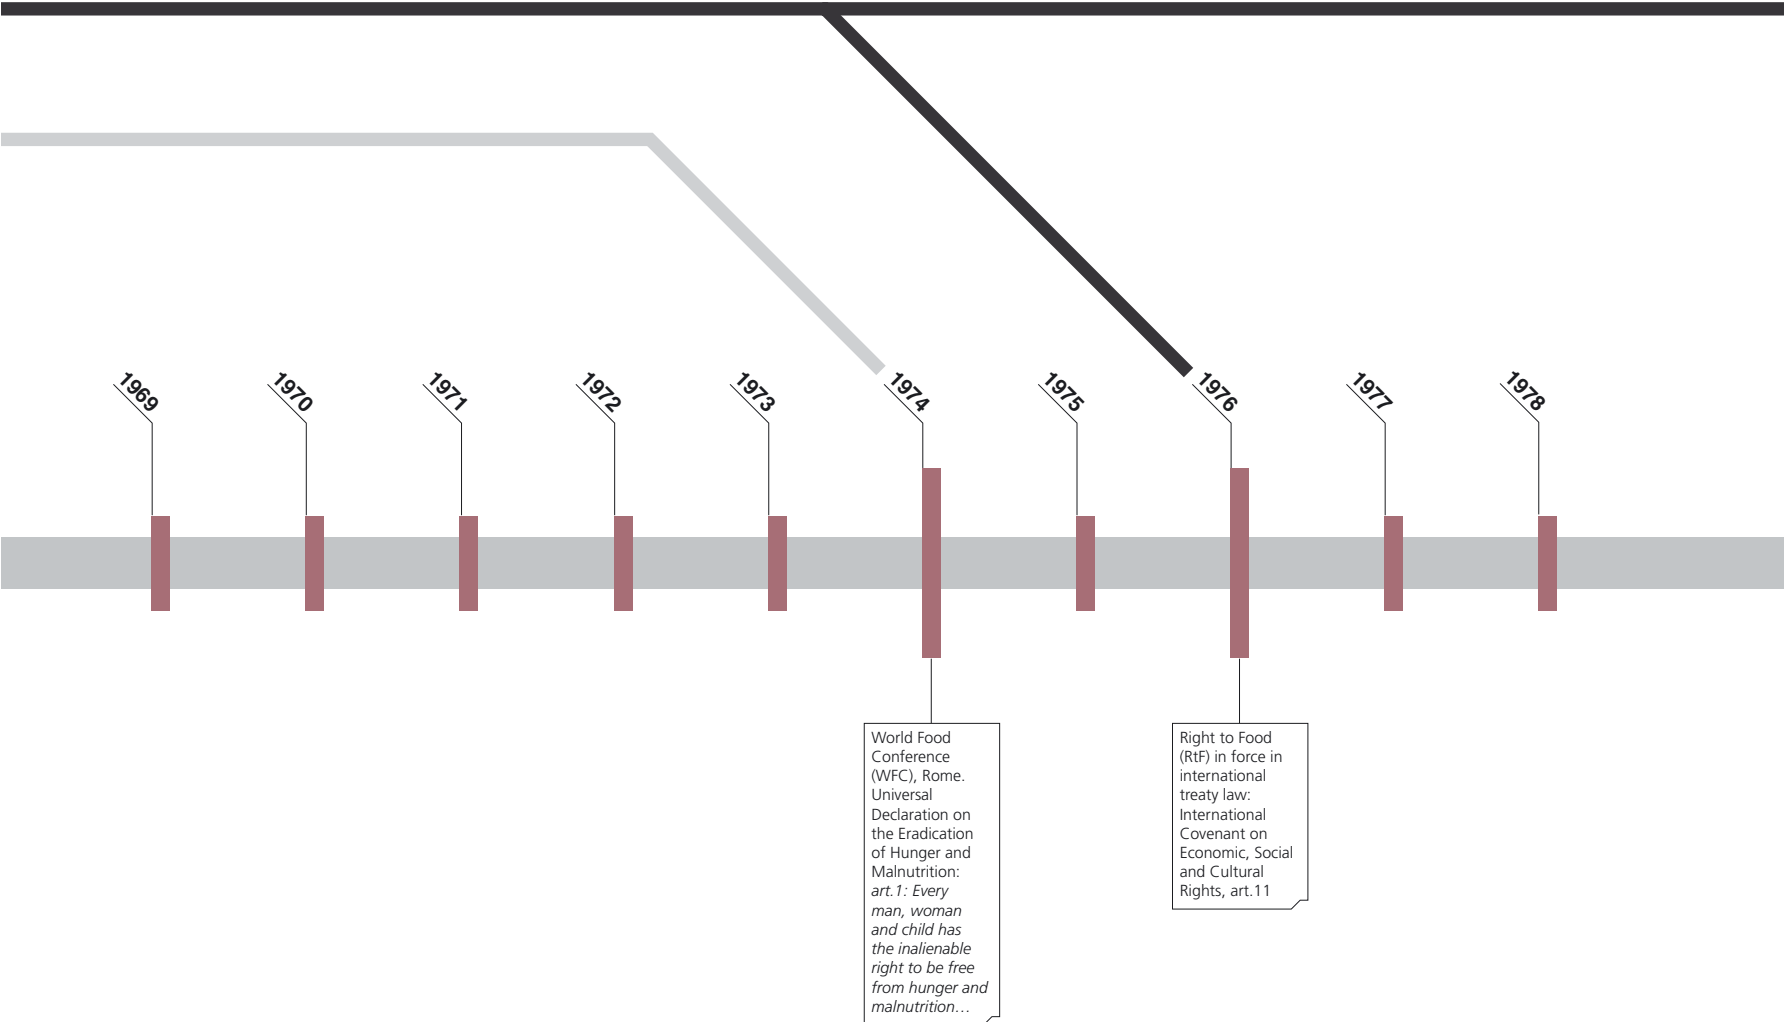 1969
1970
1971
1972
1973
1974
1975
1976
1977
1978
World Food
Conference
(WFC), Rome.
Universal
Declaration on
the Eradication
of Hunger and
Malnutrition:
art.1: Every
man, woman
and child has
the inalienable
right to be free
from hunger and
malnutrition…
Right to Food
(RtF) in force in
international
treaty law:
International
Covenant on
Economic, Social
and Cultural
Rights, art.11